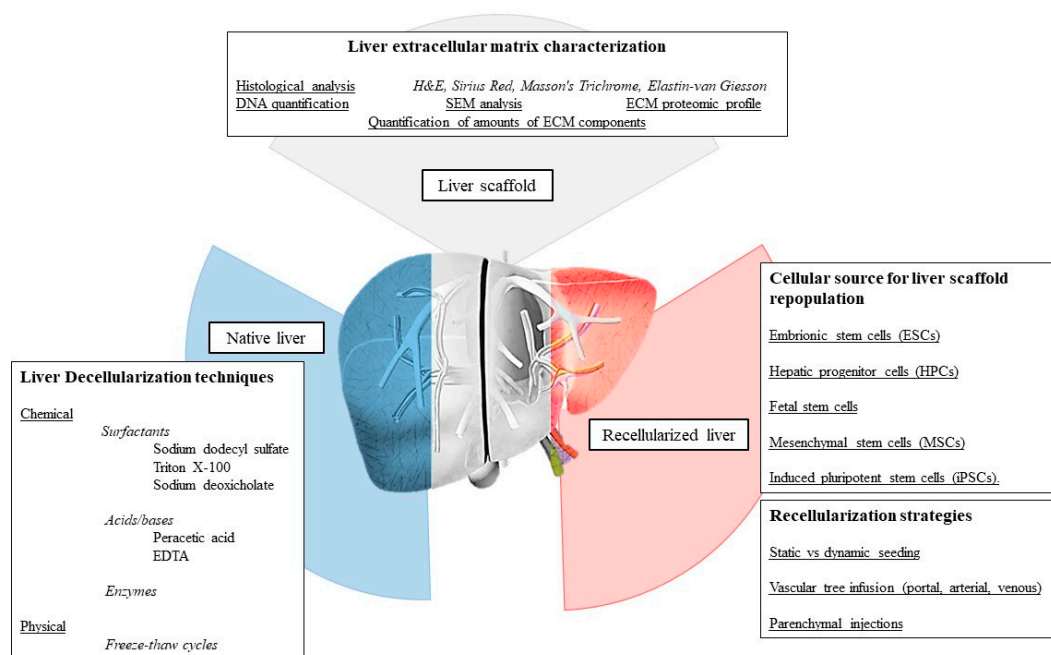 Liver extracellular matrix characterization
Histological analysis H&E, Sirius Red, Masson's Trichrome, Elastin-van Giesson
DNA quantification SEM analysis ECM proteomic profile
Quantification of amounts of ECM components
Liver scaffold
Native liver
Liver Decellularization techniques
Chemical
Surfactants
Sodium dodecyl sulfate
Triton X-100
Sodium deoxicholate
Acids/bases
Peracetic acid
EDTA
Enzymes
Physical
Freeze-thaw cycles
Recellularized liver
Cellular source for liver scaffold
repopulation
Embrionic stem cells (ESCs)
Hepatic progenitor cells (HPCs)
Fetal stem cells
Mesenchymal stem cells (MSCs)
Induced pluripotent stem cells (iPSCs).
Recellularization strategies
Static vs dynamic seeding
Vascular tree infusion (portal, arterial, venous)
Parenchymal injections